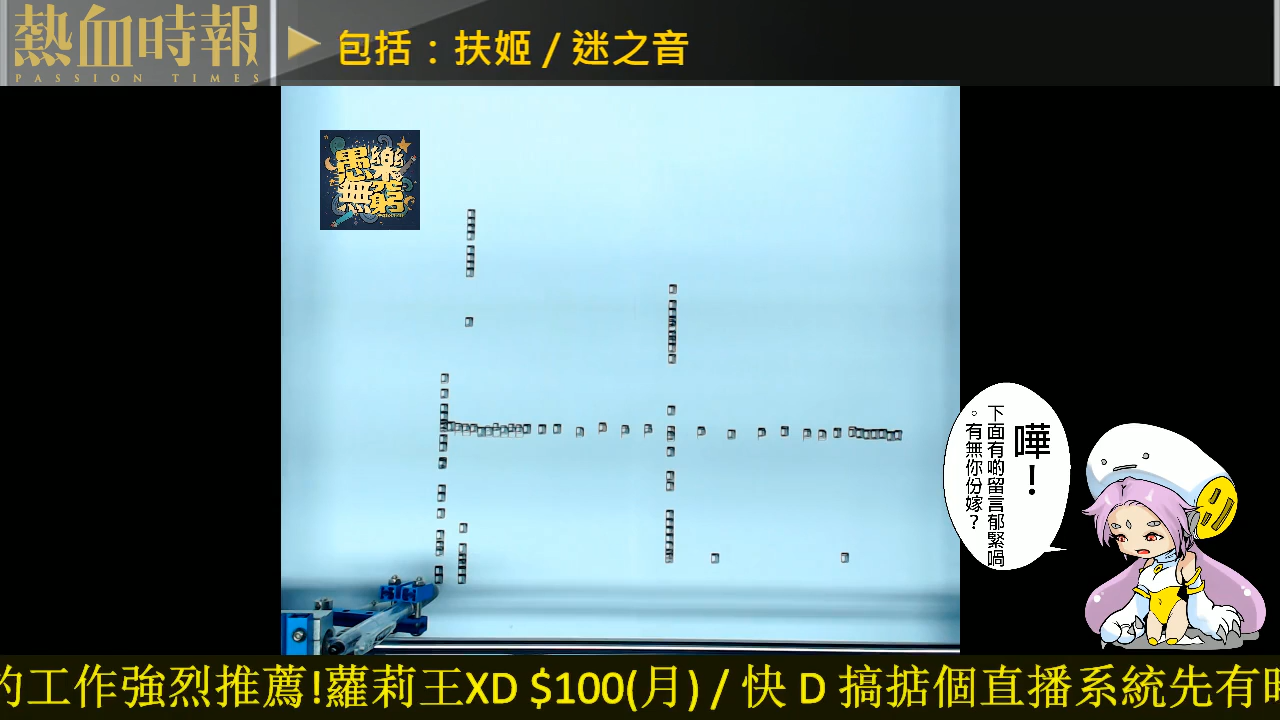 熱血時報
PASSION TIMES
包括：扶姬 / 迷之音
愚樂無窮
嘩！
下面有啲留言郁緊喎
。有無你份嫁？
的工作強烈推薦!蘿莉王XD $100(月) / 快 D 搞掂個直播系統先有時